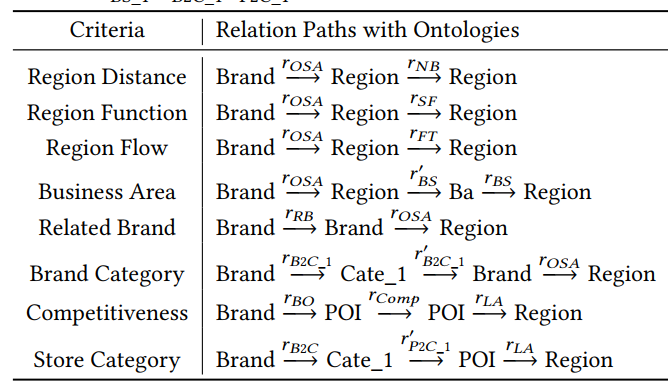 Criteria Relation Paths with Ontologies
Region Distance Brand $\xrightarrow{r_{OSA}}$ Region $\xrightarrow{r_{NB}}$ Region
Region Function Brand $\xrightarrow{r_{OSA}}$ Region $\xrightarrow{r_{SF}}$ Region
Region Flow Brand $\xrightarrow{r_{OSA}}$ Region $\xrightarrow{r_{FT}}$ Region
Business Area Brand $\xrightarrow{r_{OSA}}$ Region $\xrightarrow{r'_{BS}}$ Ba $\xrightarrow{r_{BS}}$ Region
Related Brand Brand $\xrightarrow{r_{RB}}$ Brand $\xrightarrow{r_{OSA}}$ Region
Brand Category Brand $\xrightarrow{r_{B2C\_1}}$ Cate_1 $\xrightarrow{r'_{B2C\_1}}$ Brand $\xrightarrow{r_{OSA}}$ Region
Competitiveness Brand $\xrightarrow{r_{BO}}$ POI $\xrightarrow{r_{Comp}}$ POI $\xrightarrow{r_{LA}}$ Region
Store Category Brand $\xrightarrow{r_{B2C}}$ Cate_1 $\xrightarrow{r'_{P2C\_1}}$ POI $\xrightarrow{r_{LA}}$ Region